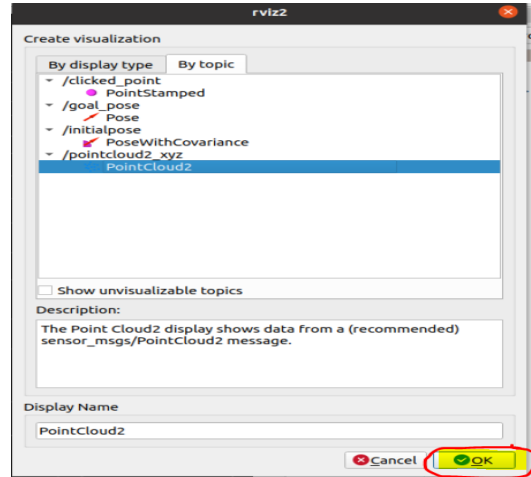 rviz2
Create visualization
By display type By topic
/clicked_point
PointStamped
/goal_pose
Pose
/initialpose
PoseWithCovariance
/pointcloud2_xyz
PointCloud2
Show unvisualizable topics
Description:
The Point Cloud2 display shows data from a (recommended)
sensor_msgs/PointCloud2 message.
Display Name
PointCloud2
Cancel OK